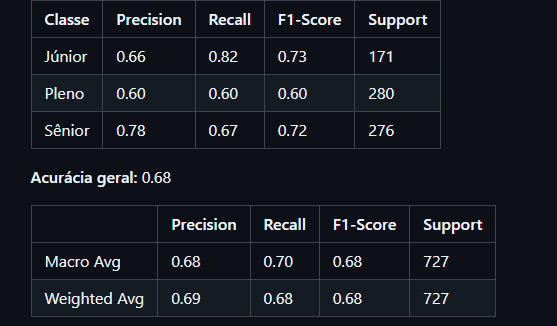 Classe Precision Recall F1-Score Support
Júnior 0.66 0.82 0.73 171
Pleno 0.60 0.60 0.60 280
Sênior 0.78 0.67 0.72 276
Acurácia geral: 0.68
Precision Recall F1-Score Support
Macro Avg 0.68 0.70 0.68 727
Weighted Avg 0.69 0.68 0.68 727